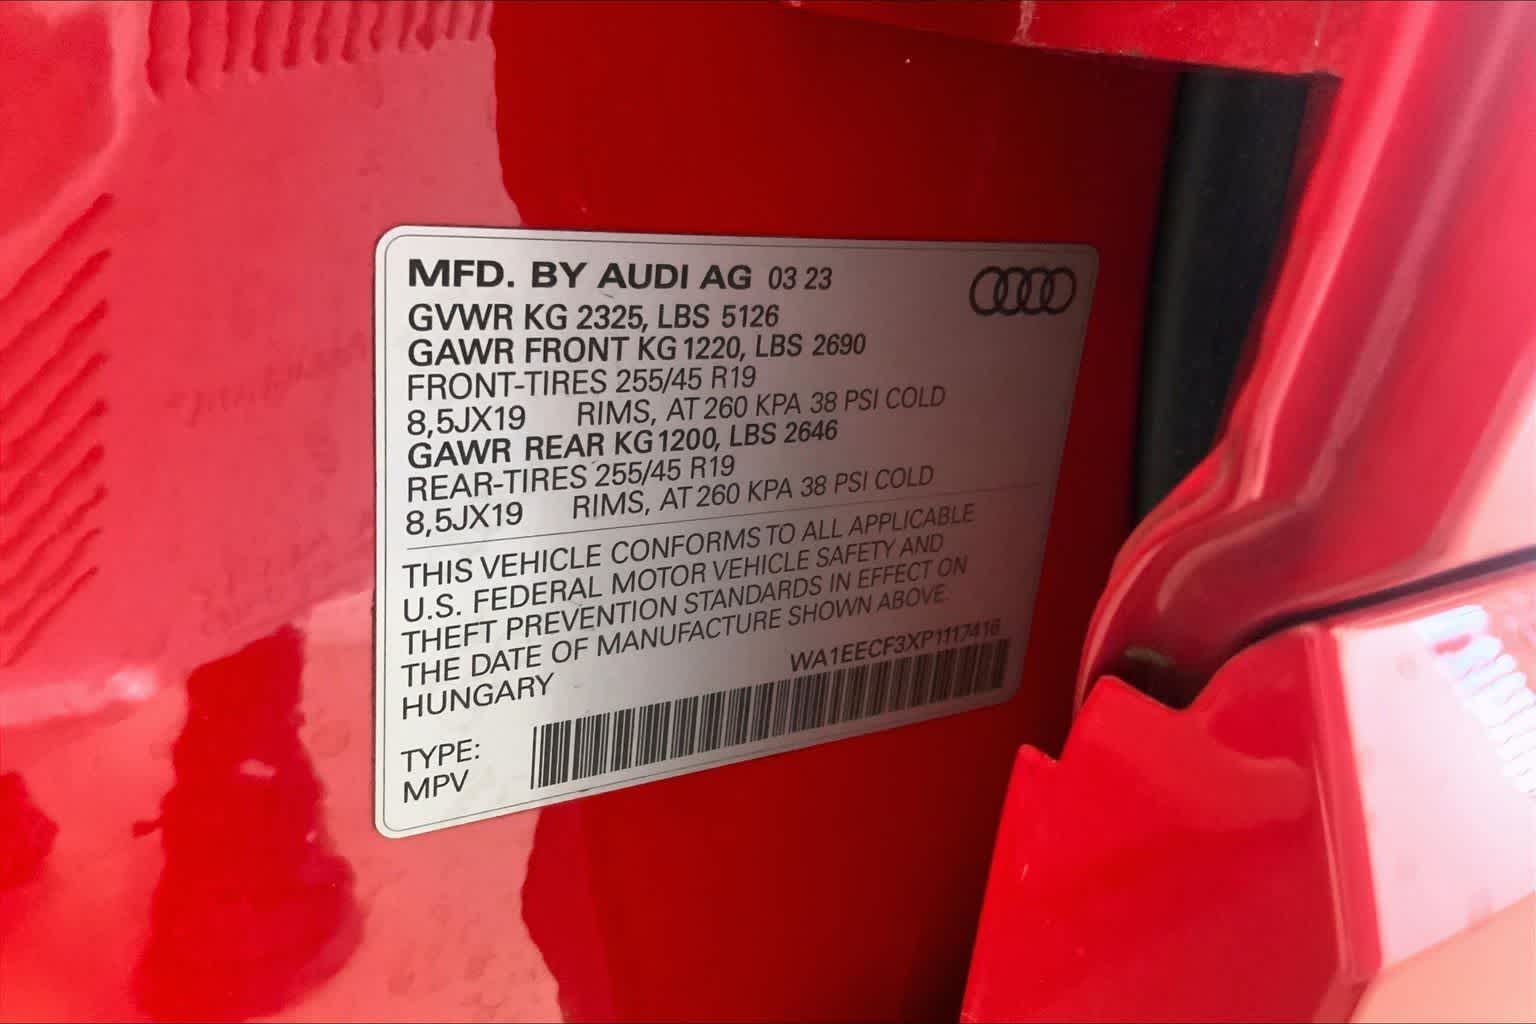 MFD. BY AUDI AG 03 23
GVWR KG 2325, LBS 5126
GAWR FRONT KG 1220, LBS 2690
FRONT-TIRES 255/45 R19
8,5JX19 RIMS, AT 260 KPA 38 PSI COLD
GAWR REAR KG 1200, LBS 2646
REAR-TIRES 255/45 R19
8,5JX19 RIMS, AT 260 KPA 38 PSI COLD
THIS VEHICLE CONFORMS TO ALL APPLICABLE
U.S. FEDERAL MOTOR VEHICLE SAFETY AND
THEFT PREVENTION STANDARDS IN EFFECT ON
THE DATE OF MANUFACTURE SHOWN ABOVE.
HUNGARY
WA1EECF3XP1117416
TYPE:
MPV